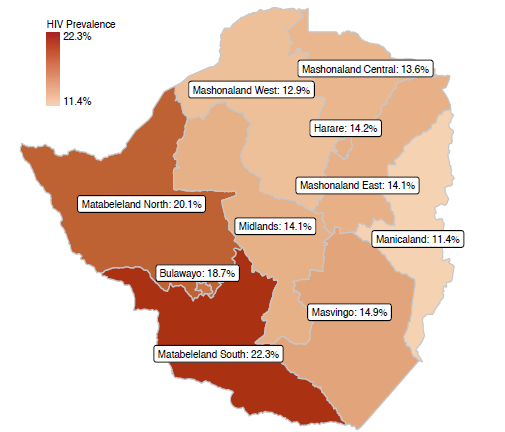 HIV Prevalence
22.3%
11.4%
Mashonaland Central: 13.6%
Mashonaland West: 12.9%
Harare: 14.2%
Mashonaland East: 14.1%
Matabeleland North: 20.1%
Midlands: 14.1%
Manicaland: 11.4%
Bulawayo: 18.7%
Masvingo: 14.9%
Matabeleland South: 22.3%